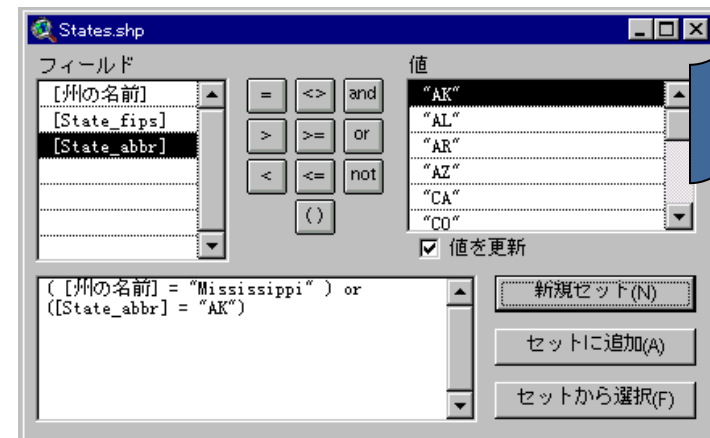 States.shp
フィールド
値
[州の名前]
[State_fips]
[State_abbr]
= <> and
> >= or
< <= not
()
"AK"
"AL"
"AR"
"AZ"
"CA"
"CO"
値を更新
( [州の名前] = "Mississippi" ) or
([State_abbr] = "AK")
新規セット(N)
セットに追加(A)
セットから選択(F)